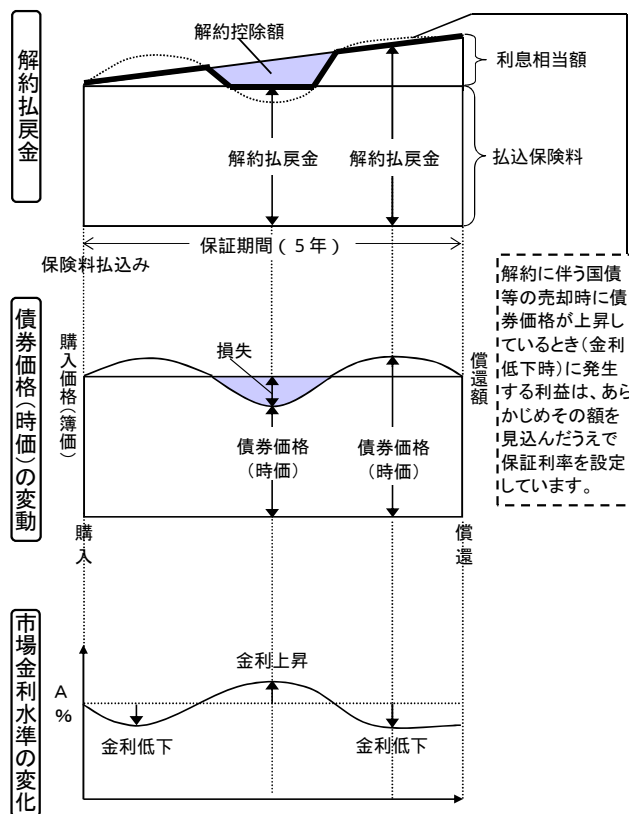 解約払戻金
解約控除額
利息相当額
解約払戻金
解約払戻金
払込保険料
保証期間（5年）
保険料払込み
債券価格（時価）の変動
購入価格（簿価）
損失
債券価格
（時価）
債券価格
（時価）
償還額
購入
償還
解約に伴う国債
等の売却時に債
券価格が上昇し
ているとき（金利
低下時）に発生
する利益は、あら
かじめその額を
見込んだうえで
保証利率を設定
しています。
市場金利水準の変化
A
%
金利上昇
金利低下
金利低下